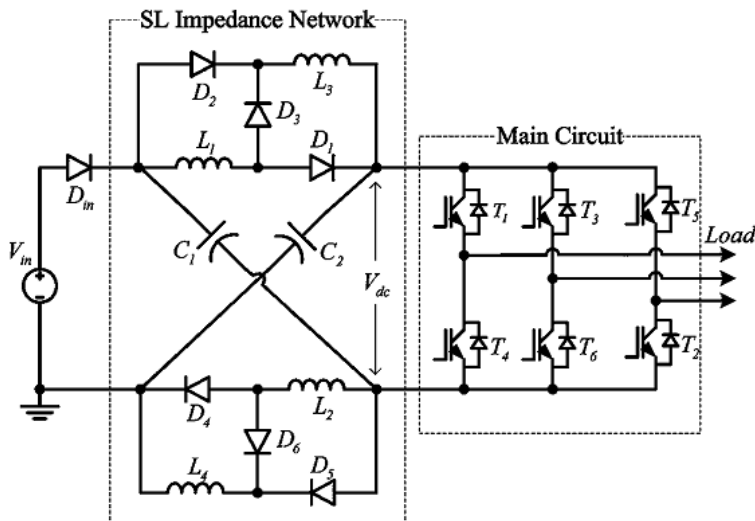 SL Impedance Network
D2
L3
D3
Main Circuit
L1
D1
Din
T1
T3
T5
Vin
C1
C2
Load
Vdc
T4
T6
T2
D4
L2
D6
L4
D5